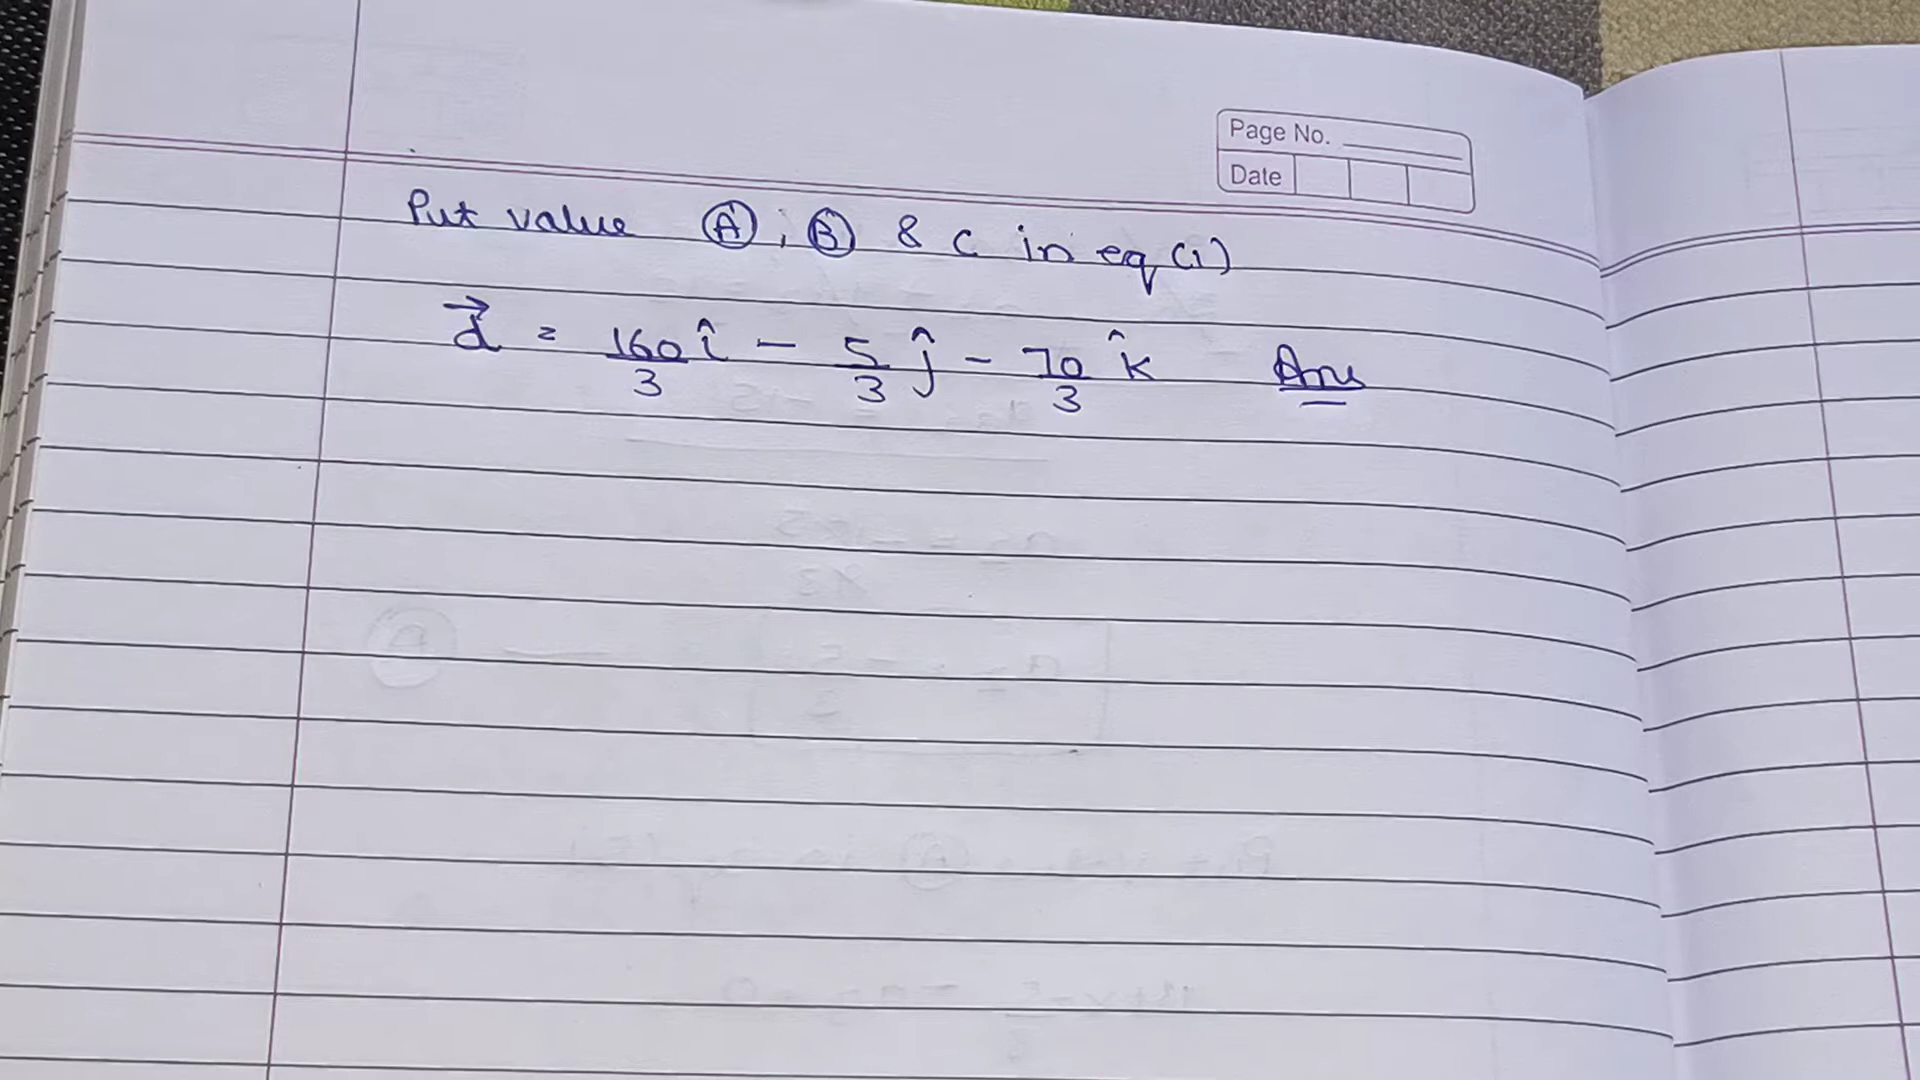 Page No.
Date
Put value Ⓐ, Ⓑ & C in eq (1)
d⃗ = 160/3 î - 5/3 ĵ - 70/3 k̂ Ans